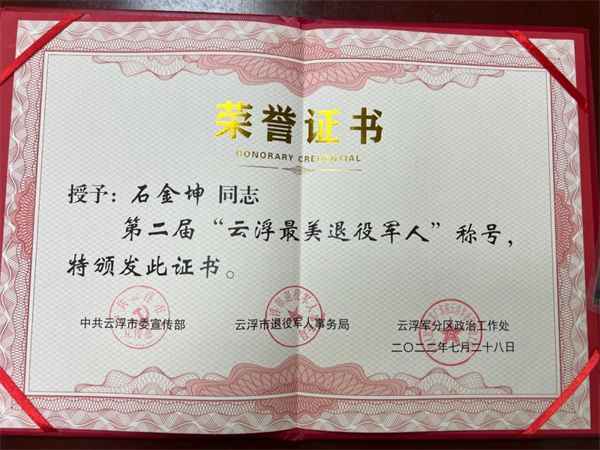 荣誉证书
HONORARY CREDENTIAL
授予：石金坤 同志
第二届“云浮最美退役军人”称号，
特颁发此证书。
中共云浮市委宣传部 云浮市退役军人事务局 云浮军分区政治工作处
二〇二二年七月二十八日